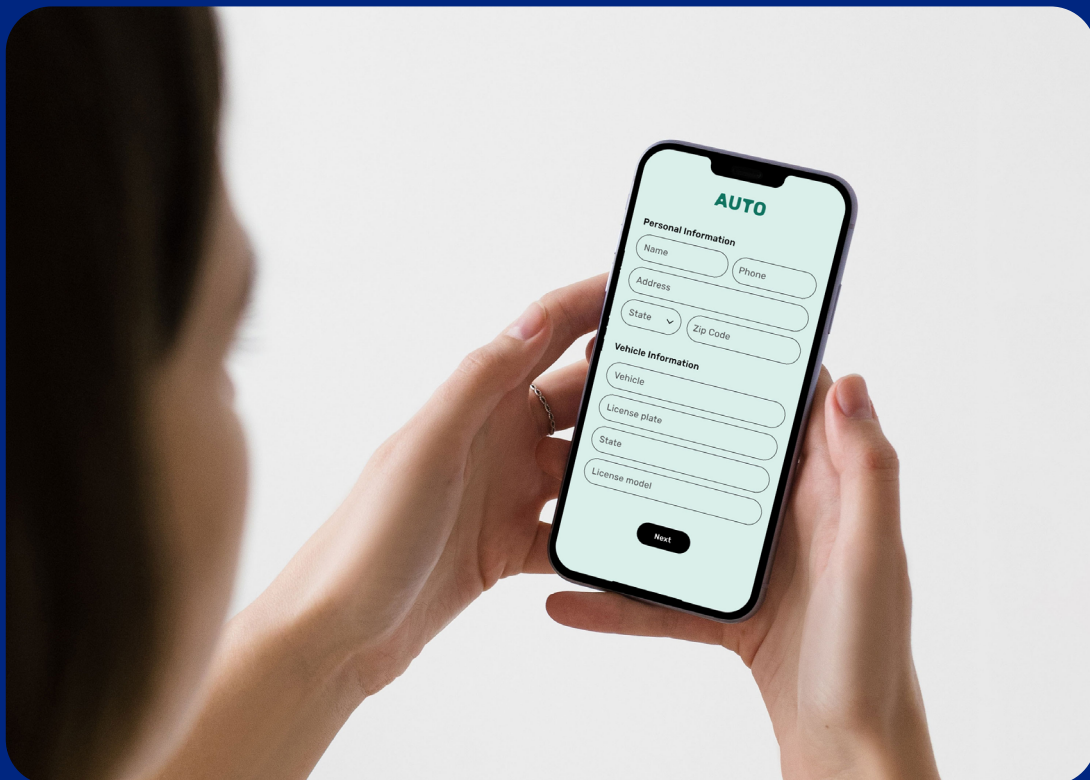 AUTO
Personal Information
Name Phone
Address
State Zip Code
Vehicle Information
Vehicle
License plate
State
License model
Next